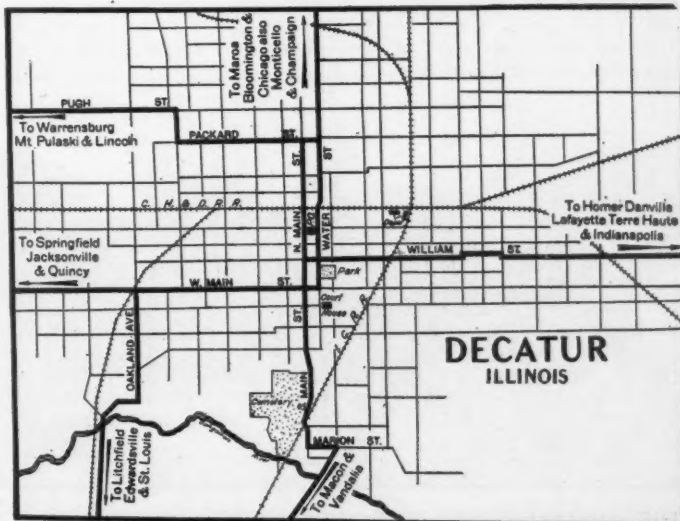 To Maroa
Bloomington &
Chicago also
Monticello
& Champaign
PUGH ST.
To Warrensburg
Mt. Pulaski & Lincoln
PACKARD ST.
N. MAIN ST.
WATER ST
C. H. & D. R. R.
P.O.
To Homer Danville
Lafayette Terre Haute
& Indianapolis
To Springfield
Jacksonville
& Quincy
WILLIAM ST.
Park
W. MAIN ST.
Court
House
R. R.
DECATUR
ILLINOIS
OAKLAND AVE
S. MAIN ST.
Cemetery
MARION ST.
To Litchfield
Edwardsville
& St. Louis
To Macon &
Vandalia